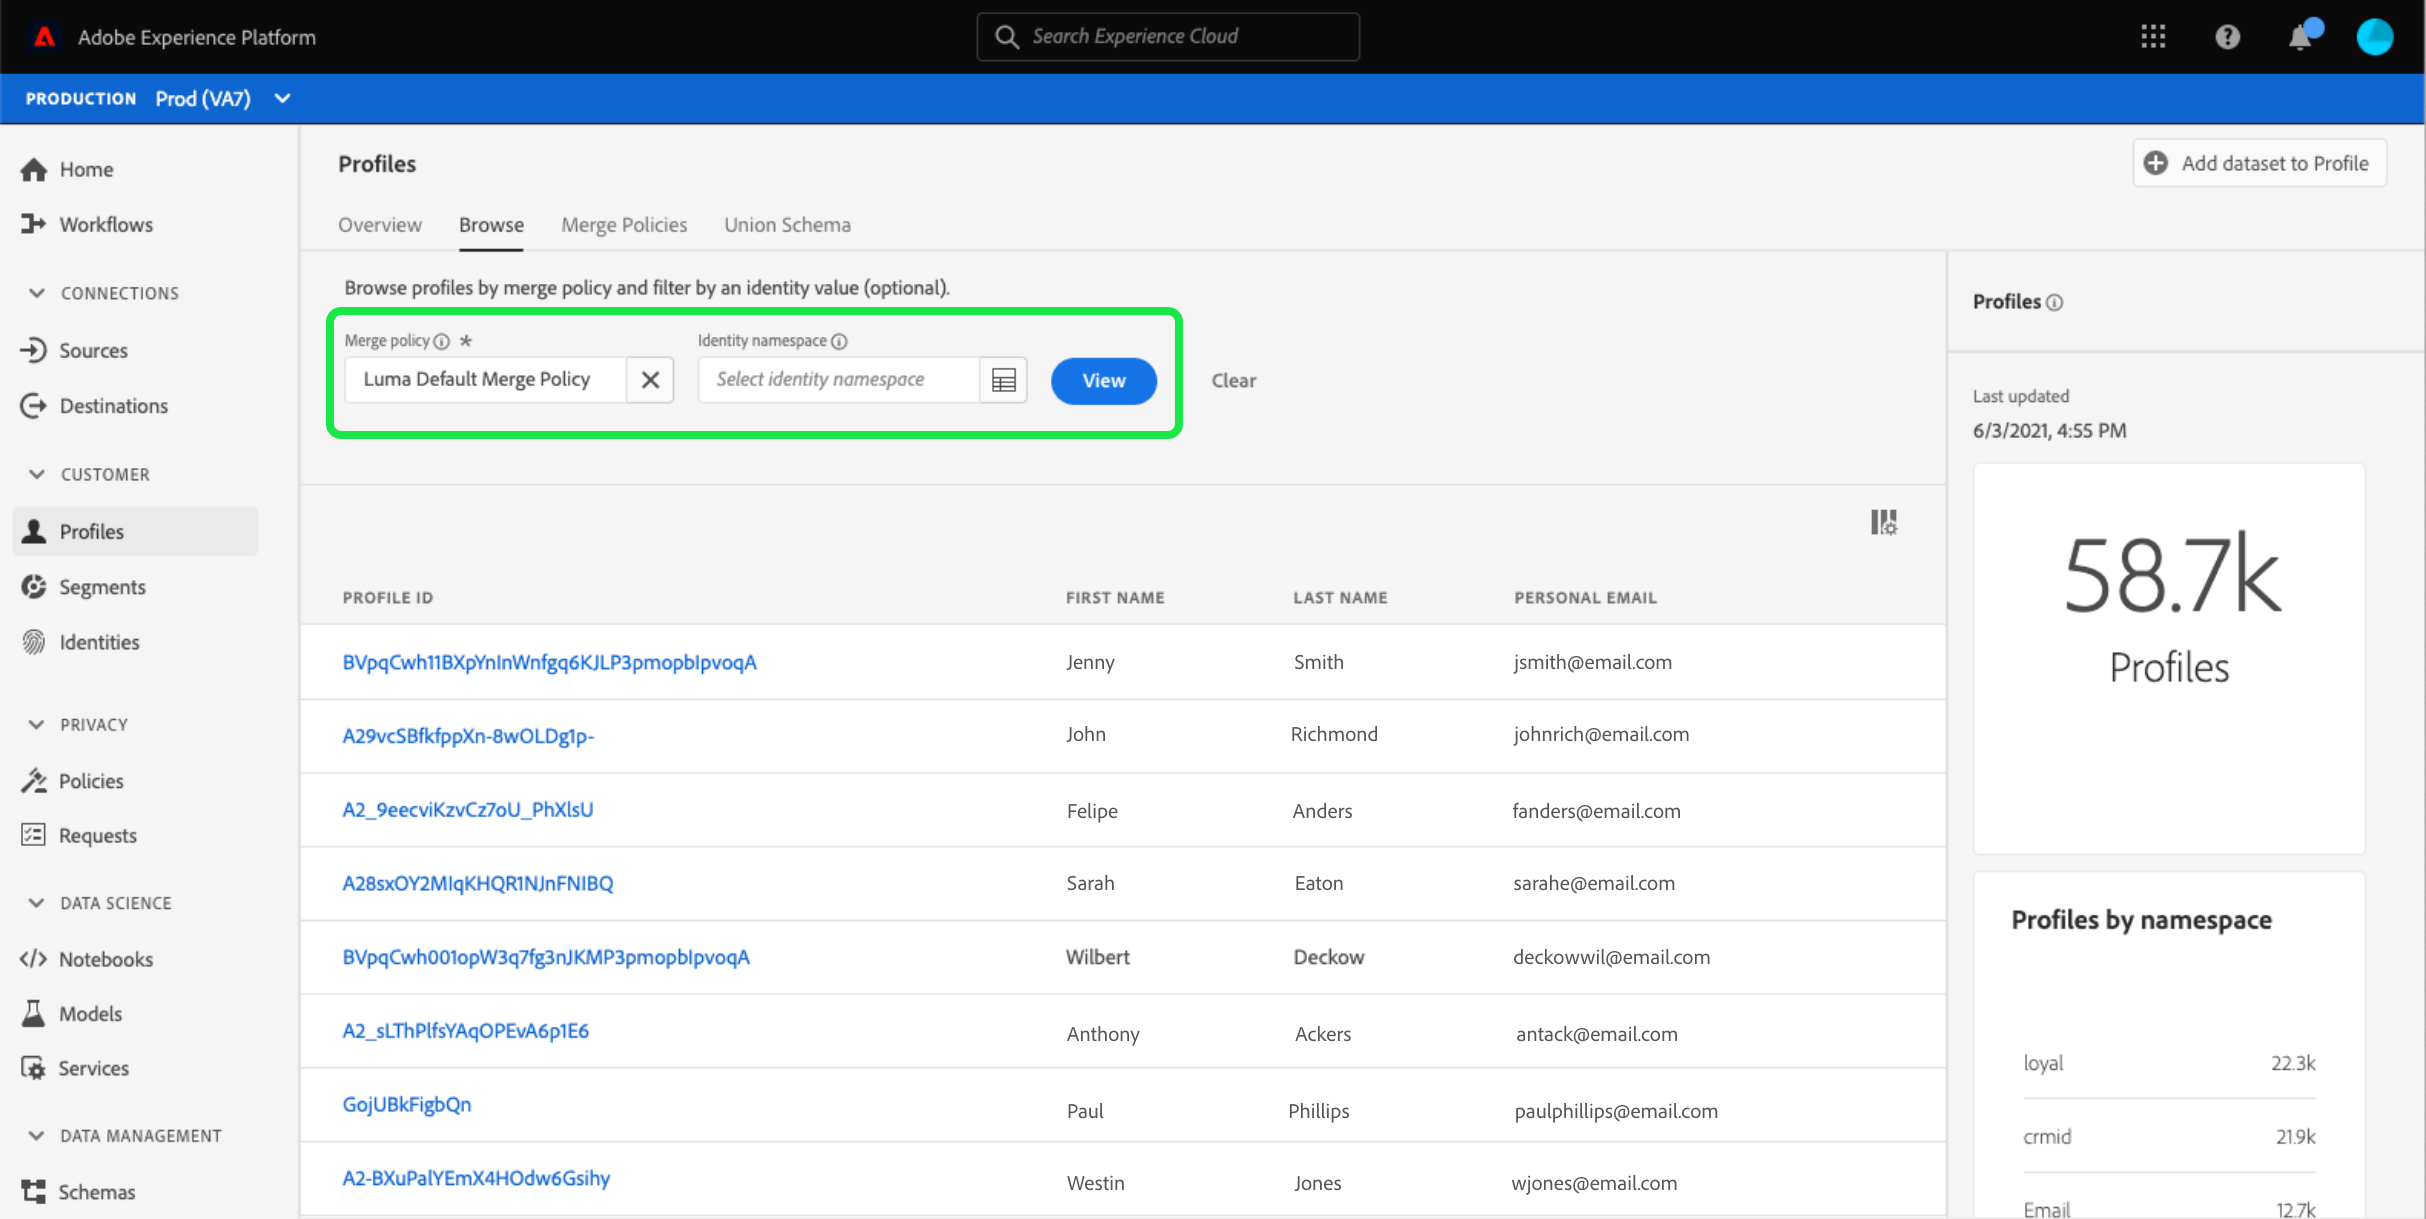 Adobe Experience Platform
Search Experience Cloud
PRODUCTION Prod (VA7)
Home
Workflows
CONNECTIONS
Sources
Destinations
CUSTOMER
Profiles
Segments
Identities
PRIVACY
Policies
Requests
DATA SCIENCE
Notebooks
Models
Services
DATA MANAGEMENT
Schemas
Profiles
Add dataset to Profile
Overview Browse Merge Policies Union Schema
Browse profiles by merge policy and filter by an identity value (optional).
Merge policy * Identity namespace
Luma Default Merge Policy Select identity namespace View Clear
PROFILE ID FIRST NAME LAST NAME PERSONAL EMAIL
BVpqCwh11BXpYnInWnfgq6KJLP3pmopbIpvoqA Jenny Smith jsmith@email.com
A29vcSBfkfppXn-8wOLDg1p- John Richmond johnrich@email.com
A2_9eecviKzvCz7oU_PhXlsU Felipe Anders fanders@email.com
A28sxOY2MIqKHQR1NJnFNIBQ Sarah Eaton sarahe@email.com
BVpqCwh001opW3q7fg3nJKMP3pmopbIpvoqA Wilbert Deckow deckowwil@email.com
A2_sLThPlfsYAqOPEvA6p1E6 Anthony Ackers antack@email.com
GojUBkFigbQn Paul Phillips paulphillips@email.com
A2-BXuPalYEmX4HOdw6Gsihy Westin Jones wjones@email.com
Profiles
Last updated
6/3/2021, 4:55 PM
58.7k
Profiles
Profiles by namespace
loyal 22.3k
crmid 21.9k
Email 12.7k